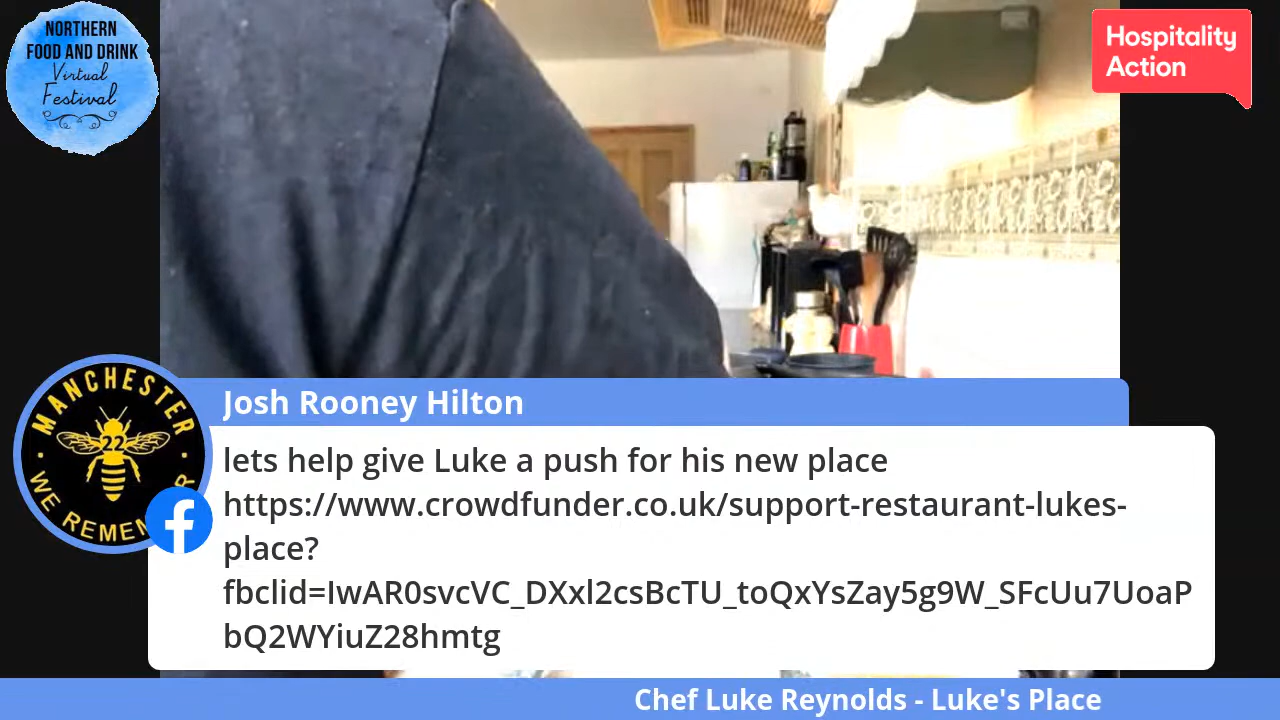 NORTHERN
FOOD AND DRINK
Virtual
Festival
Hospitality
Action
MANCHESTER
22
WE REMEM
R
Josh Rooney Hilton
lets help give Luke a push for his new place
https://www.crowdfunder.co.uk/support-restaurant-lukes-
place?
fbclid=IwAR0svcVC_DXxl2csBcTU_toQxYsZay5g9W_SFcUu7UoaP
bQ2WYiuZ28hmtg
Chef Luke Reynolds - Luke's Place